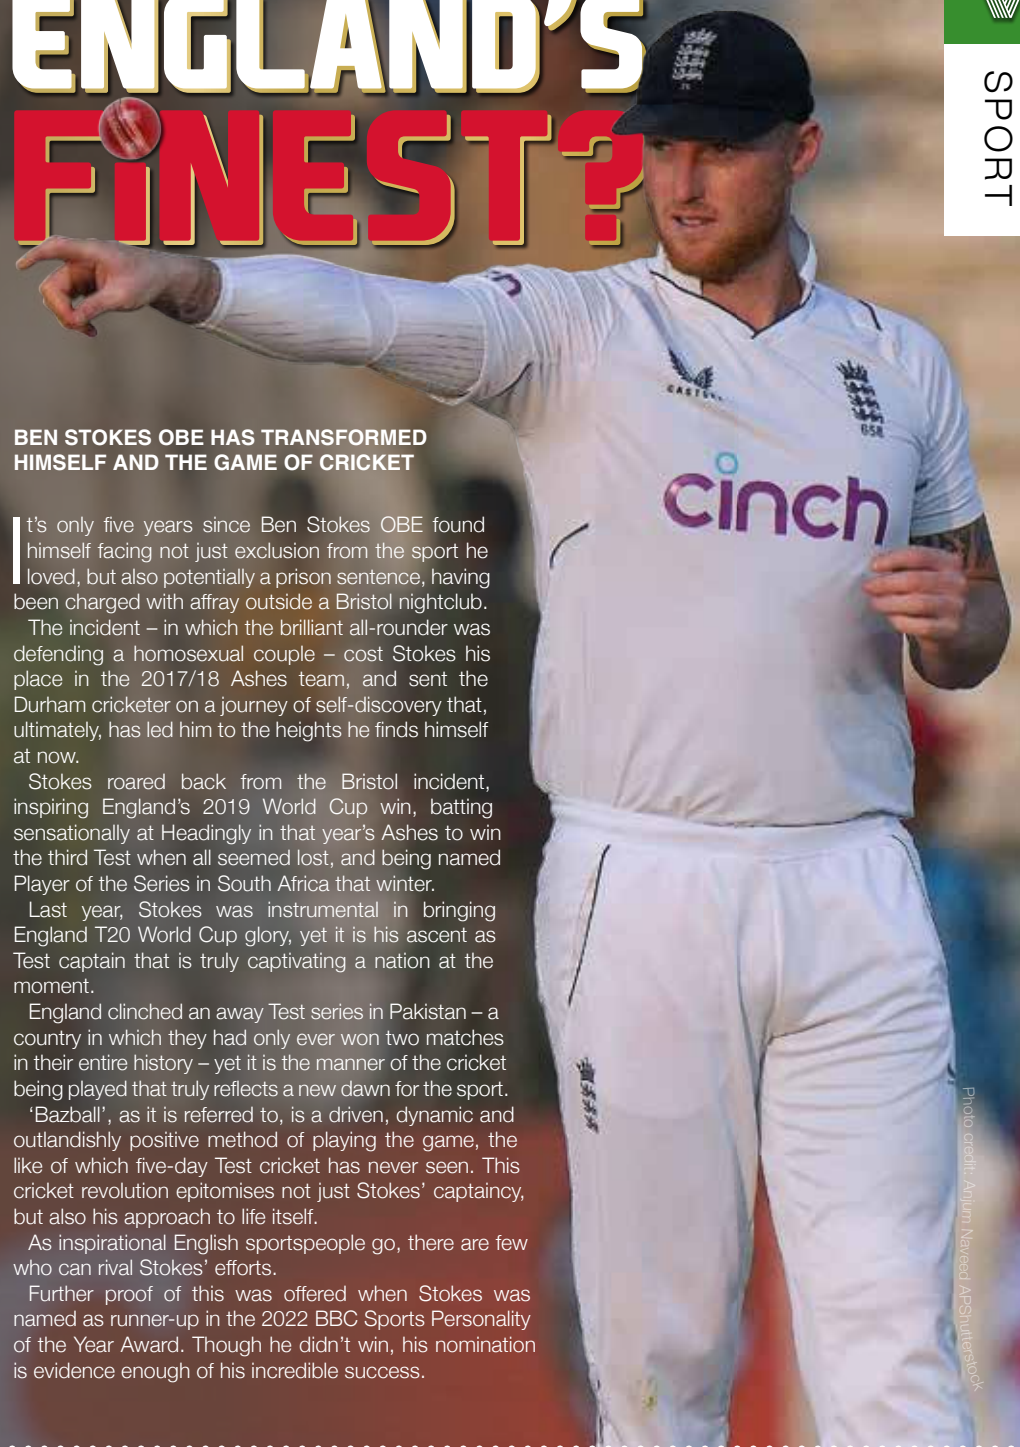 ENGLAND'S
FINEST?
SPORT
BEN STOKES OBE HAS TRANSFORMED
HIMSELF AND THE GAME OF CRICKET
It's only five years since Ben Stokes OBE found
himself facing not just exclusion from the sport he
loved, but also potentially a prison sentence, having
been charged with affray outside a Bristol nightclub.
The incident – in which the brilliant all-rounder was
defending a homosexual couple – cost Stokes his
place in the 2017/18 Ashes team, and sent the
Durham cricketer on a journey of self-discovery that,
ultimately, has led him to the heights he finds himself
at now.
Stokes roared back from the Bristol incident,
inspiring England's 2019 World Cup win, batting
sensationally at Headingly in that year's Ashes to win
the third Test when all seemed lost, and being named
Player of the Series in South Africa that winter.
Last year, Stokes was instrumental in bringing
England T20 World Cup glory, yet it is his ascent as
Test captain that is truly captivating a nation at the
moment.
England clinched an away Test series in Pakistan – a
country in which they had only ever won two matches
in their entire history – yet it is the manner of the cricket
being played that truly reflects a new dawn for the sport.
'Bazball', as it is referred to, is a driven, dynamic and
outlandishly positive method of playing the game, the
like of which five-day Test cricket has never seen. This
cricket revolution epitomises not just Stokes' captaincy,
but also his approach to life itself.
As inspirational English sportspeople go, there are few
who can rival Stokes' efforts.
Further proof of this was offered when Stokes was
named as runner-up in the 2022 BBC Sports Personality
of the Year Award. Though he didn't win, his nomination
is evidence enough of his incredible success.
658
cinch
Photo credit: Anjum Naveed APShutterstock